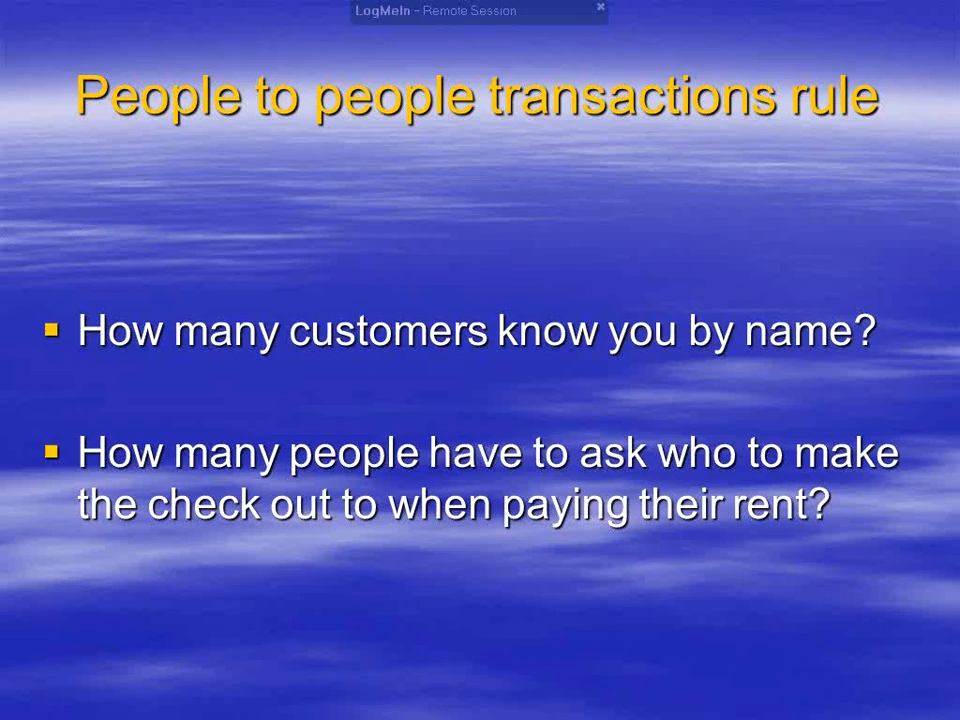 LogMeIn - Remote Session
People to people transactions rule
How many customers know you by name?
How many people have to ask who to make
the check out to when paying their rent?